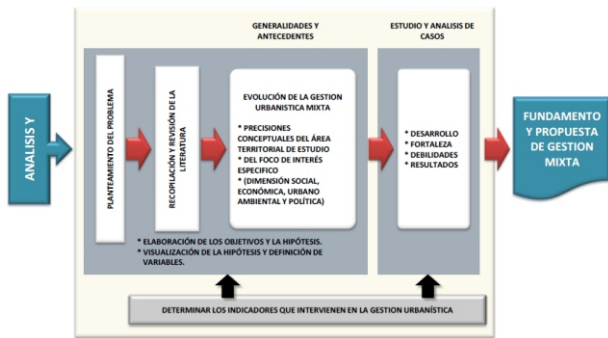 GENERALIDADES Y
ANTECEDENTES
ESTUDIO Y ANALISIS DE
CASOS
ANALISIS Y
PLANTEAMIENTO DEL PROBLEMA
RECOPILACIÓN Y REVISIÓN DE LA
LITERATURA
EVOLUCIÓN DE LA GESTION
URBANISTICA MIXTA
* PRECISIONES
CONCEPTUALES DEL ÁREA
TERRITORIAL DE ESTUDIO
* DEL FOCO DE INTERÉS
ESPECIFICO
* (DIMENSIÓN SOCIAL,
ECONÓMICA, URBANO
AMBIENTAL Y POLÍTICA)
* DESARROLLO
* FORTALEZA
* DEBILIDADES
* RESULTADOS
FUNDAMENTO
Y PROPUESTA
DE GESTION
MIXTA
* ELABORACIÓN DE LOS OBJETIVOS Y LA HIPÓTESIS.
* VISUALIZACIÓN DE LA HIPÓTESIS Y DEFINICIÓN DE
VARIABLES.
DETERMINAR LOS INDICADORES QUE INTERVIENEN EN LA GESTION URBANÍSTICA